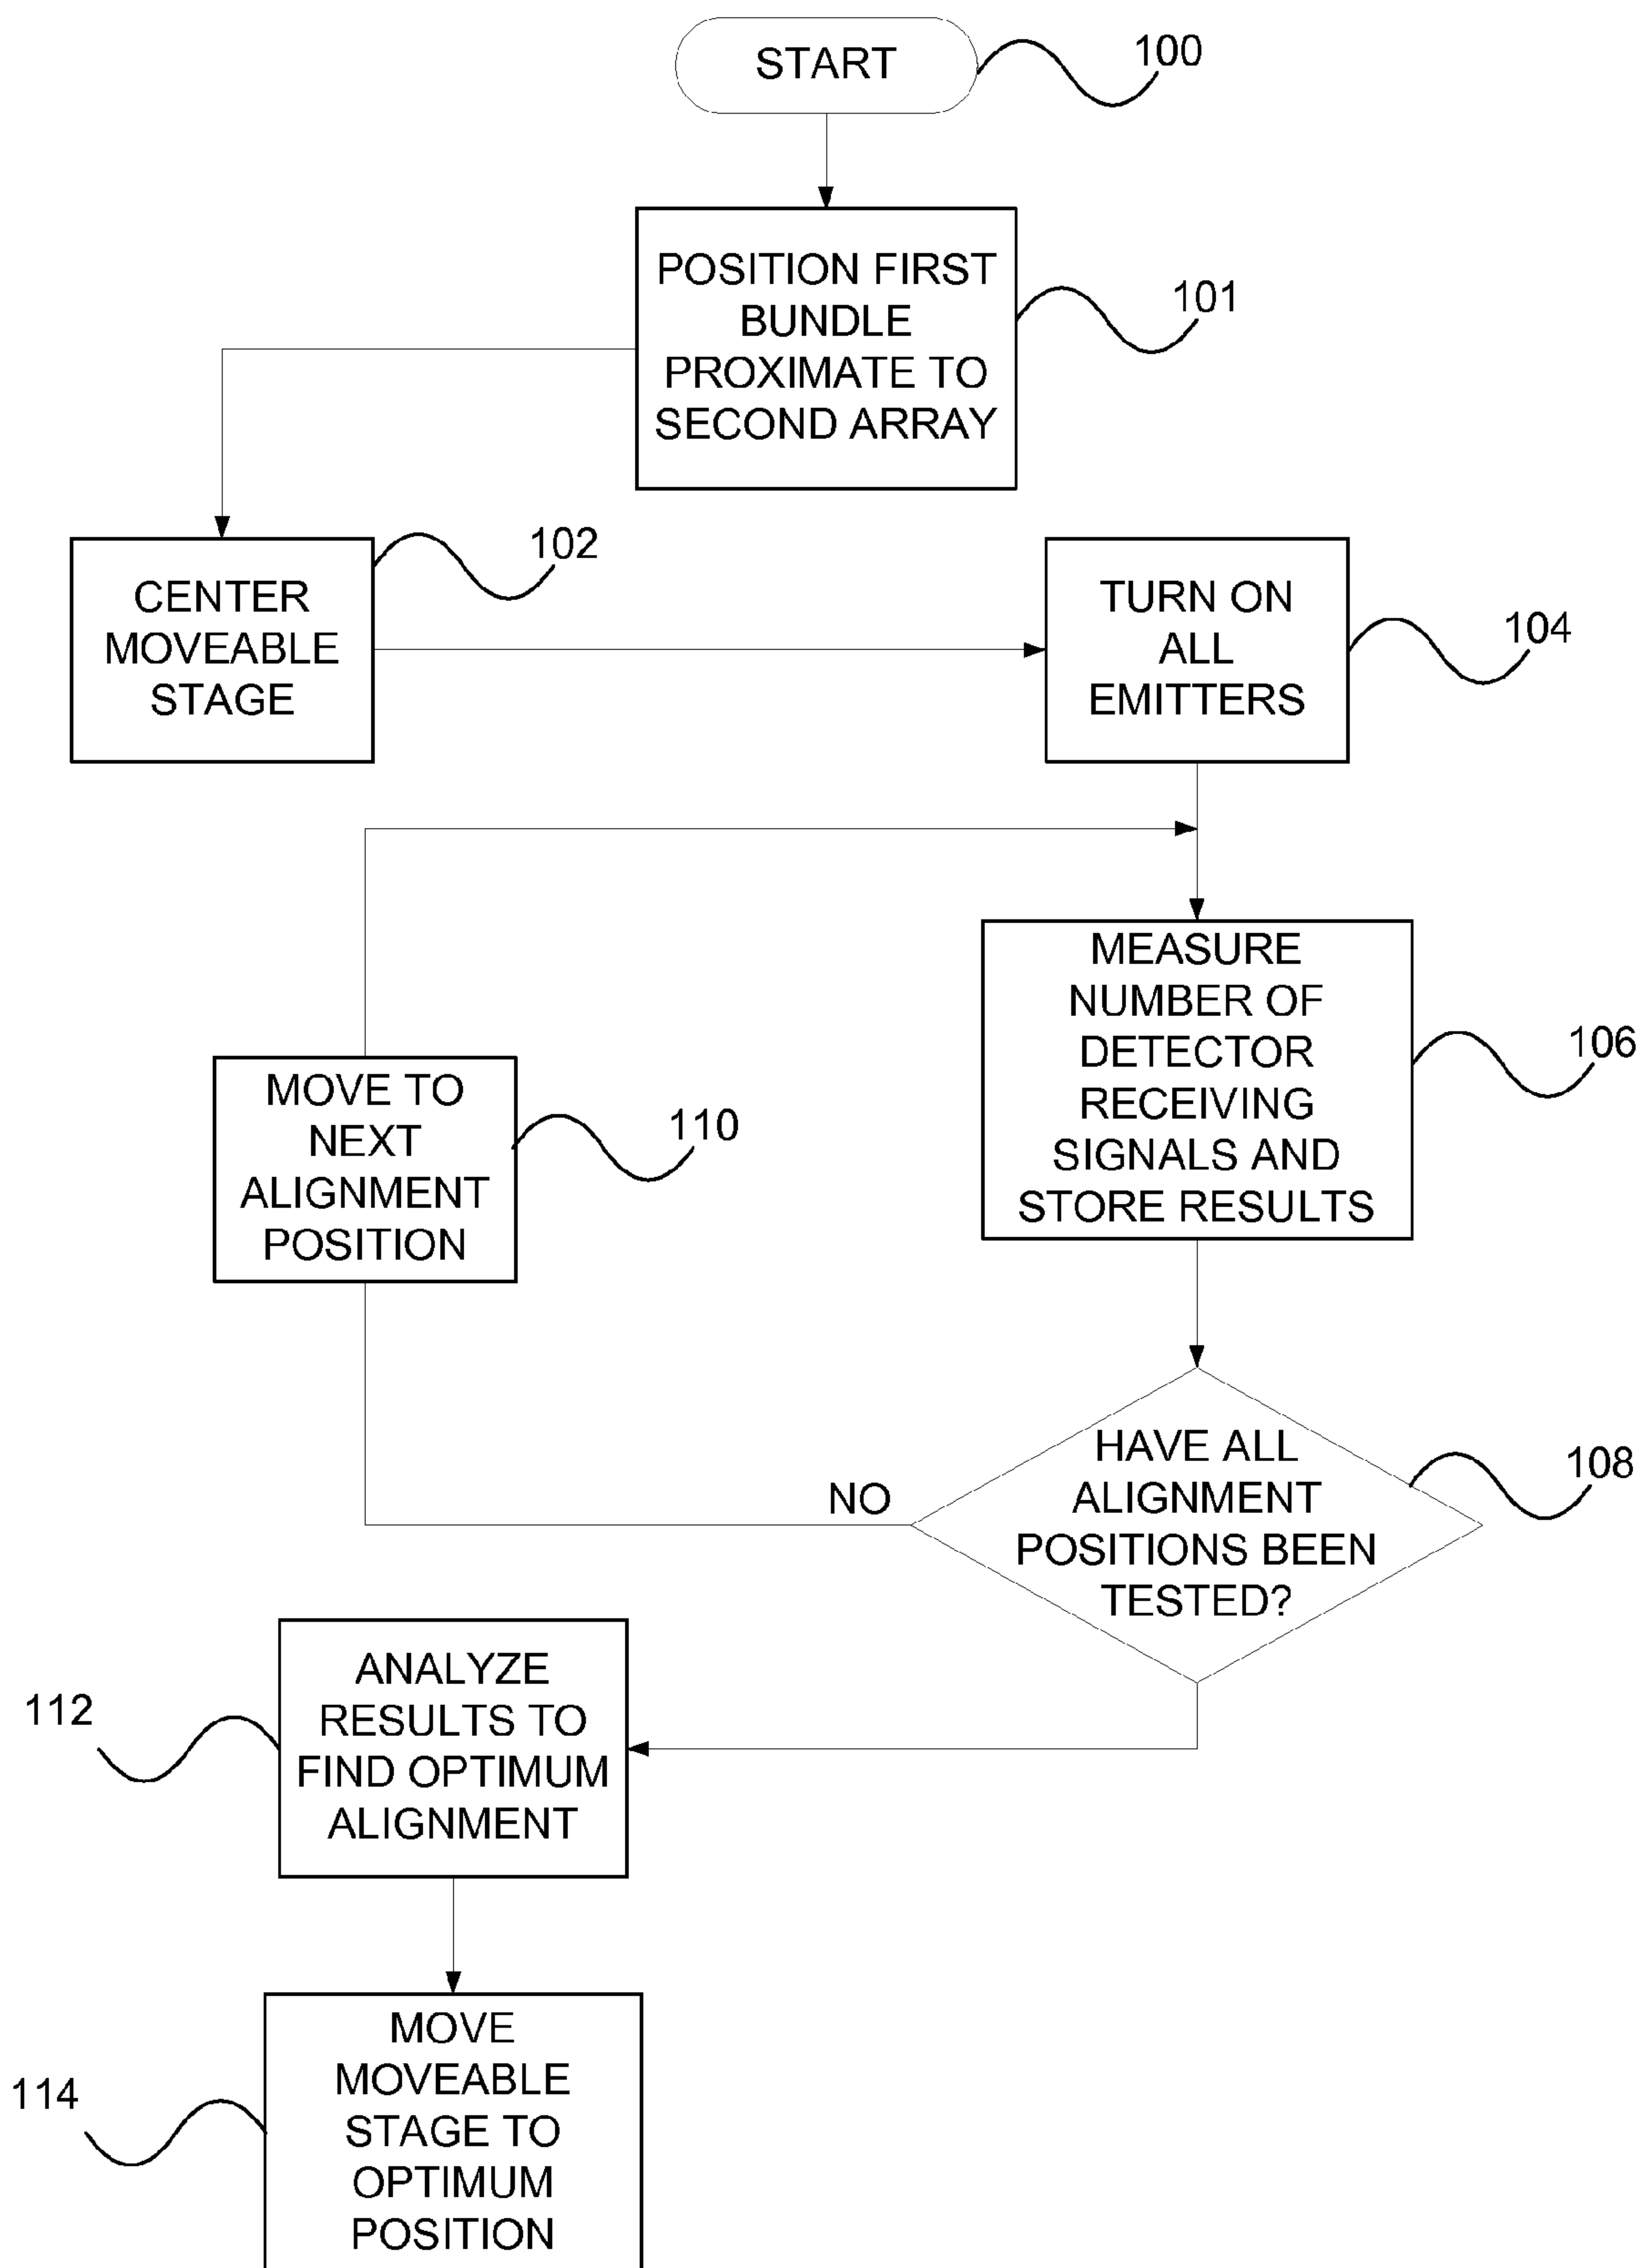 START
100
POSITION FIRST
BUNDLE
PROXIMATE TO
SECOND ARRAY
101
CENTER
MOVEABLE
STAGE
102
TURN ON
ALL
EMITTERS
104
MEASURE
NUMBER OF
DETECTOR
RECEIVING
SIGNALS AND
STORE RESULTS
106
MOVE TO
NEXT
ALIGNMENT
POSITION
110
HAVE ALL
ALIGNMENT
POSITIONS BEEN
TESTED?
108
NO
ANALYZE
RESULTS TO
FIND OPTIMUM
ALIGNMENT
112
MOVE
MOVEABLE
STAGE TO
OPTIMUM
POSITION
114